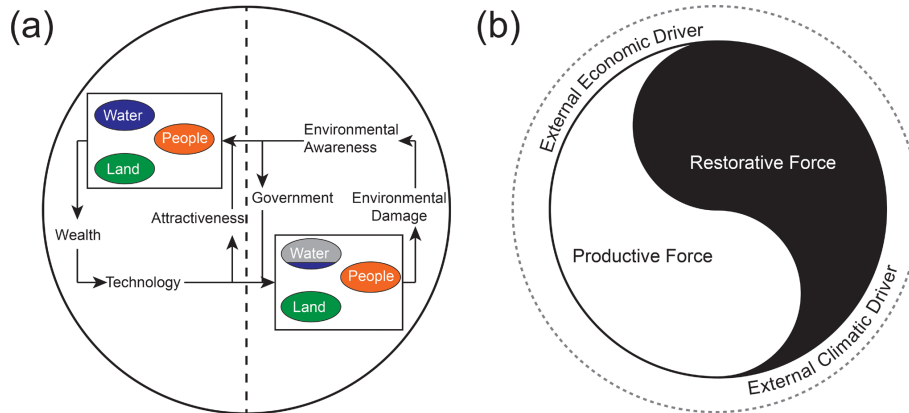 (a)
Water
People
Land
Environmental
Awareness
Government
Environmental
Damage
Attractiveness
Wealth
Technology
Water
People
Land
(b)
External Economic Driver
Restorative Force
Productive Force
External Climatic Driver